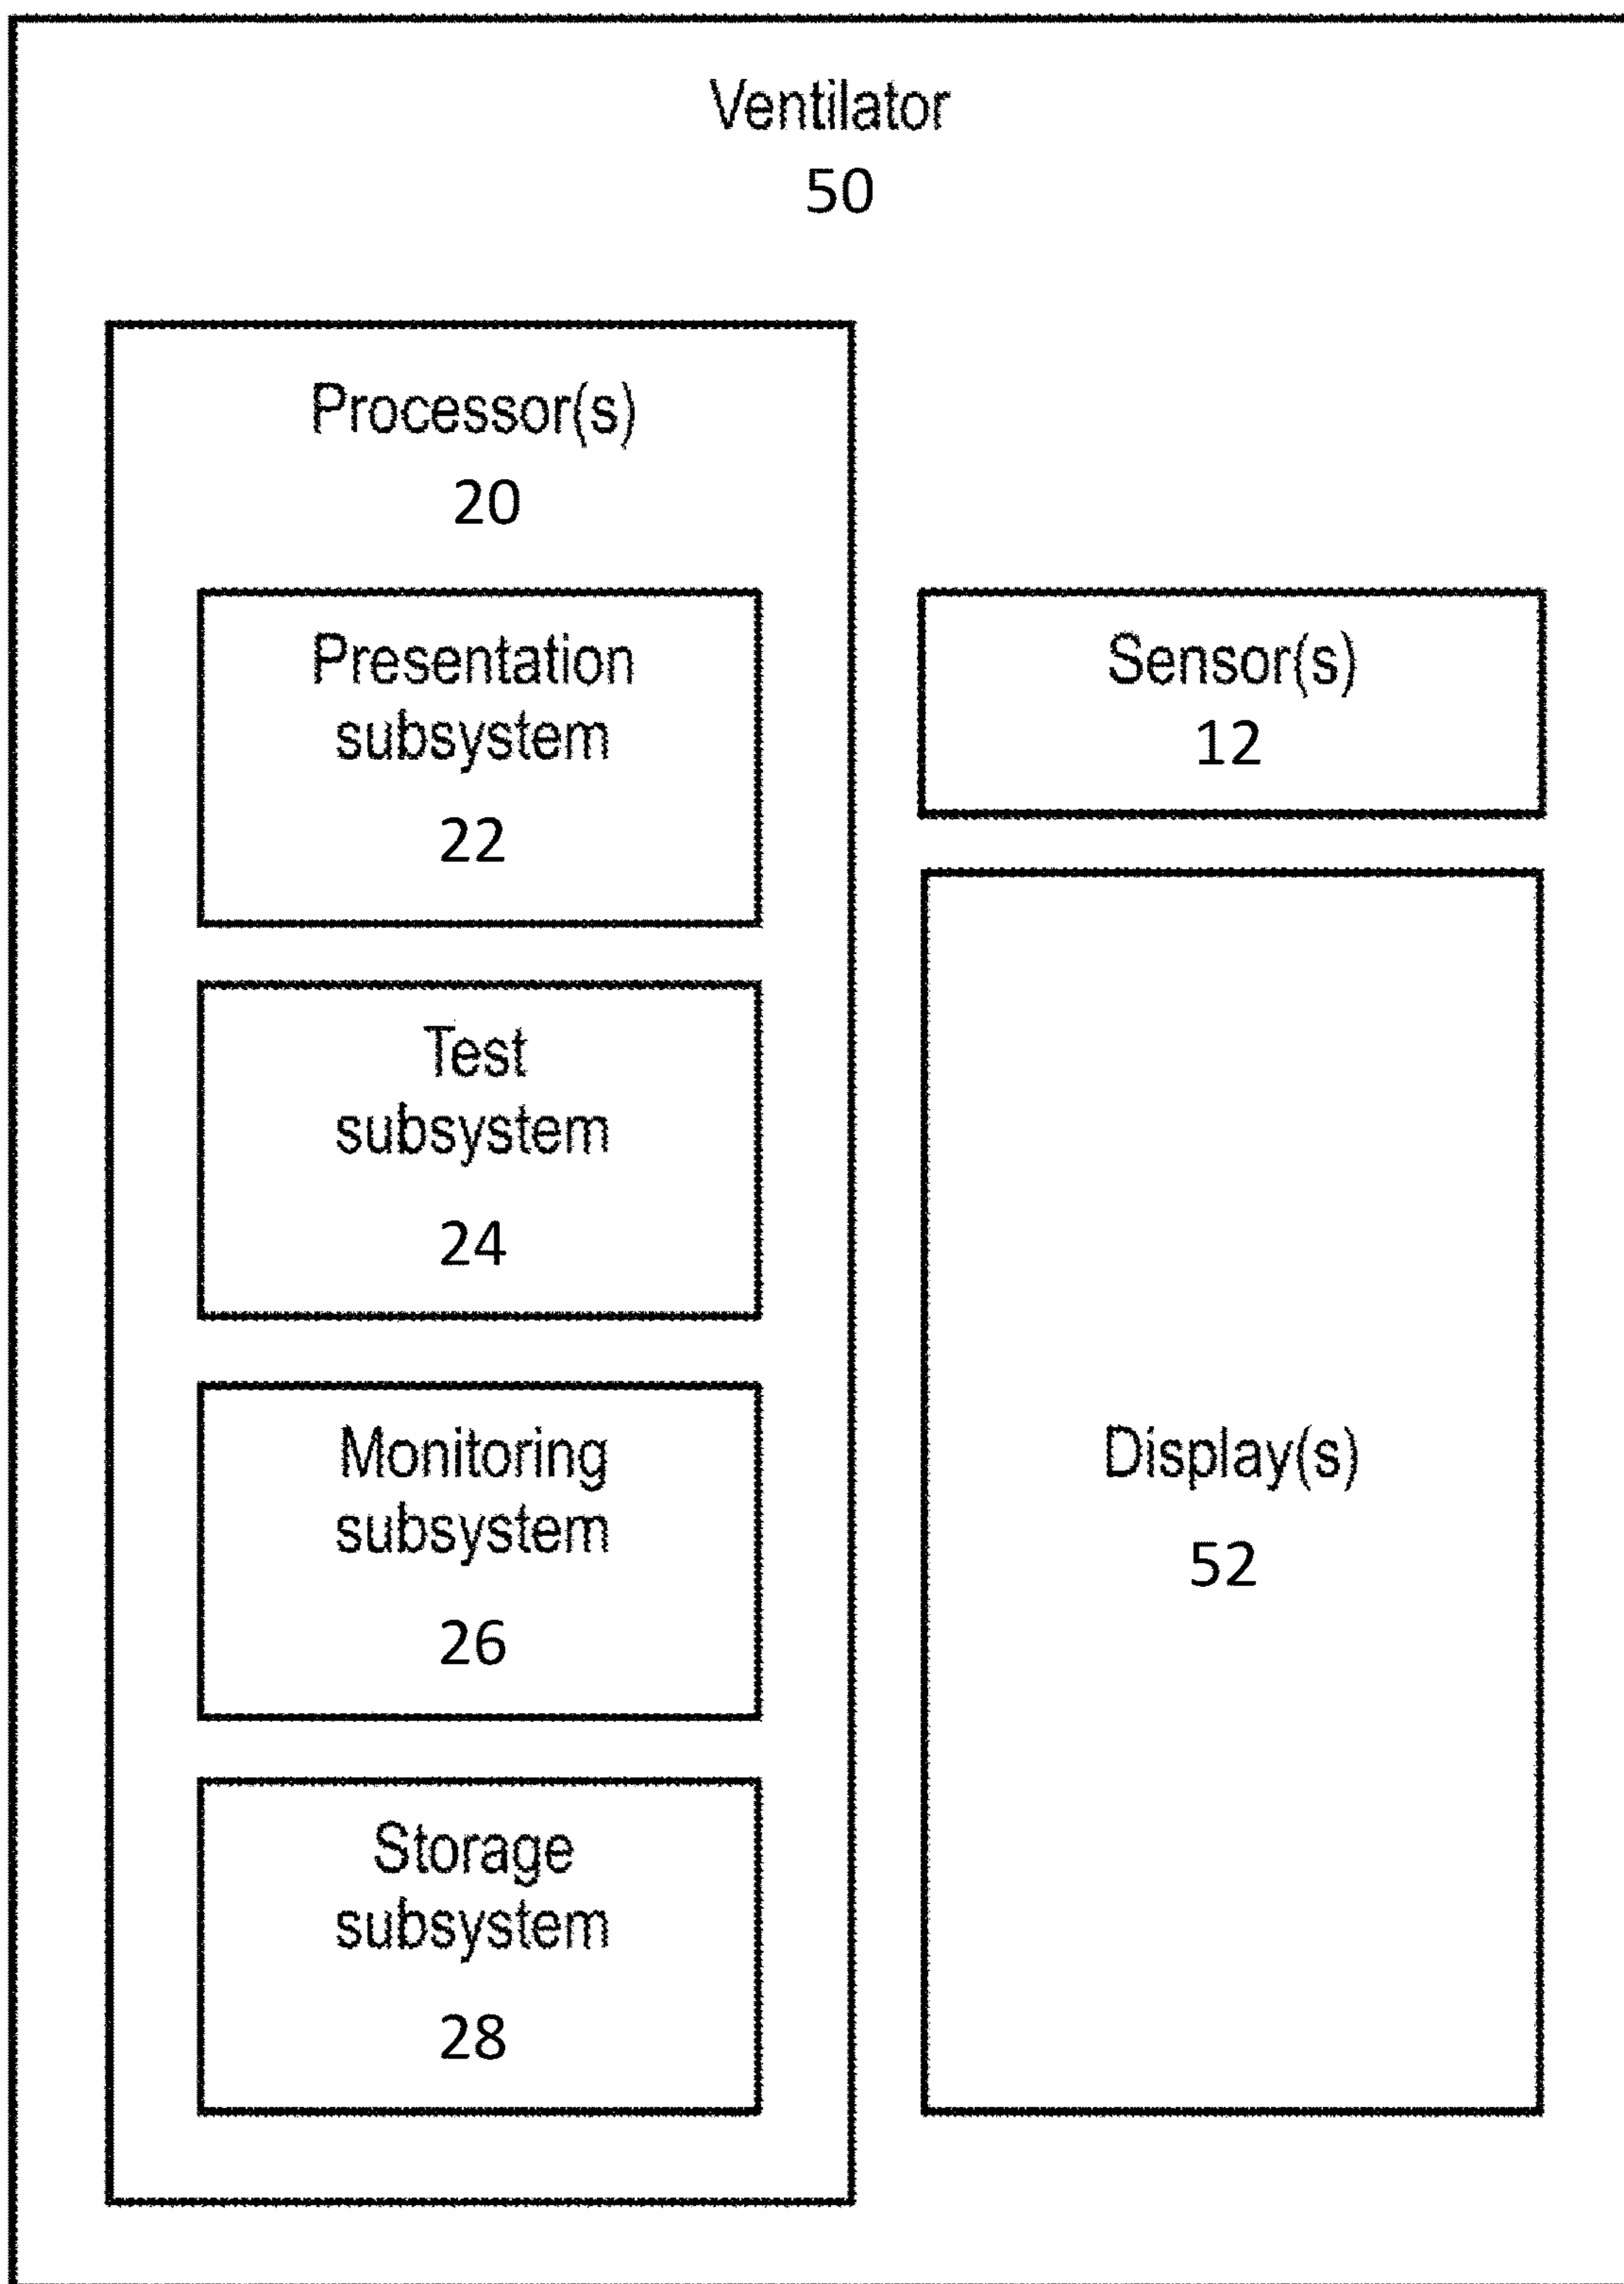 Ventilator
50
Processor(s)
20
Presentation
subsystem
22
Test
subsystem
24
Monitoring
subsystem
26
Storage
subsystem
28
Sensor(s)
12
Display(s)
52